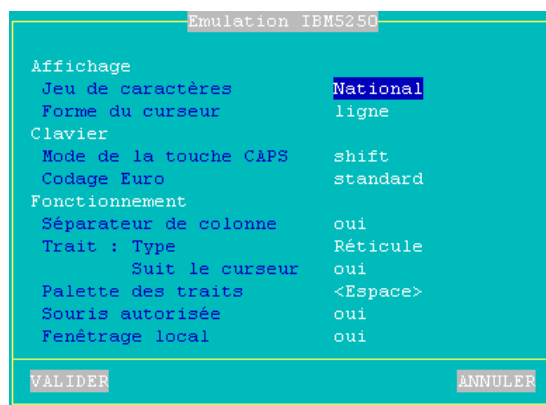 Emulation IBM5250
Affichage
Jeu de caractères National
Forme du curseur ligne
Clavier
Mode de la touche CAPS shift
Codage Euro standard
Fonctionnement
Séparateur de colonne oui
Trait : Type Réticule
Suit le curseur oui
Palette des traits <Espace>
Souris autorisée oui
Fenêtrage local oui
VALIDER ANNULER